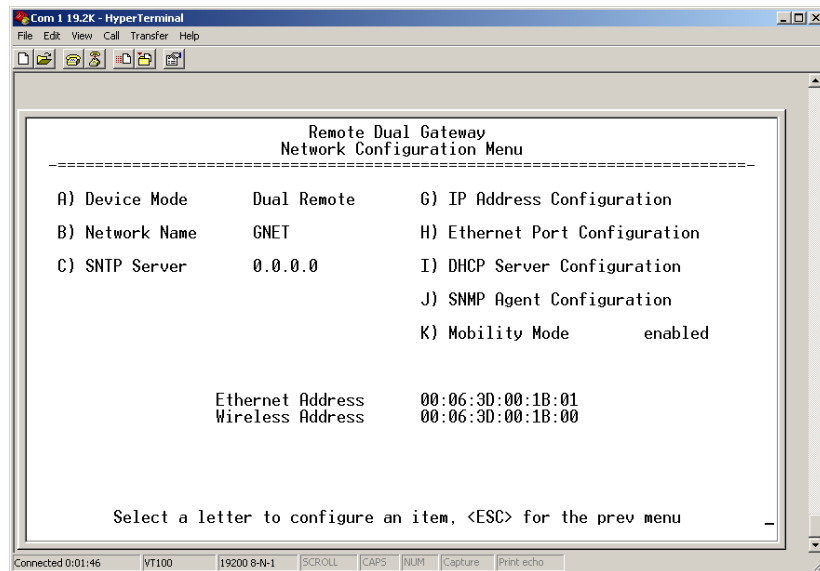 Com 1 19.2K - HyperTerminal
File Edit View Call Transfer Help
Remote Dual Gateway
Network Configuration Menu
-==========================================================================-
A) Device Mode Dual Remote G) IP Address Configuration
B) Network Name GNET H) Ethernet Port Configuration
C) SNTP Server 0.0.0.0 I) DHCP Server Configuration
J) SNMP Agent Configuration
K) Mobility Mode enabled
Ethernet Address 00:06:3D:00:1B:01
Wireless Address 00:06:3D:00:1B:00
Select a letter to configure an item, <ESC> for the prev menu _
Connected 0:01:46 VT100 19200 8-N-1 SCROLL CAPS NUM Capture Print echo